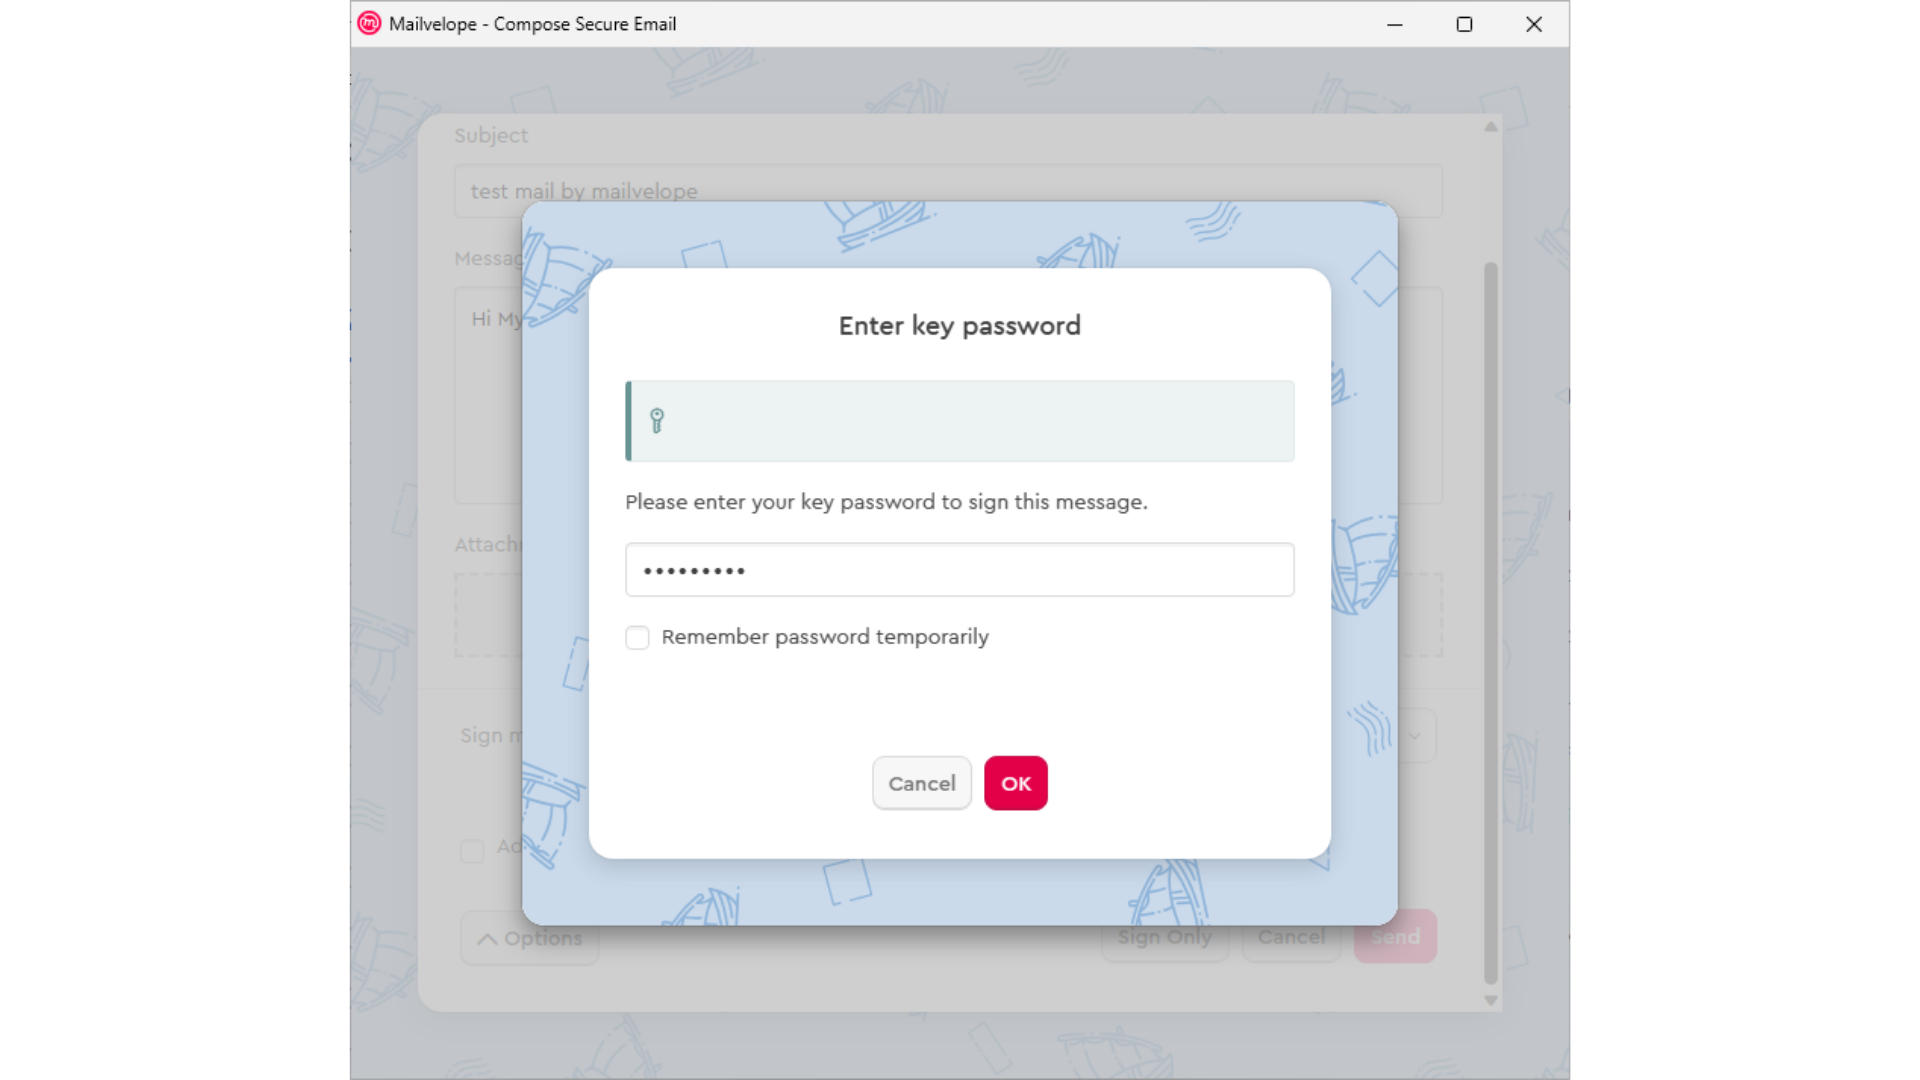 Mailvelope - Compose Secure Email
Subject
test mail by mailvelope
Messag
Hi My
Enter key password
Please enter your key password to sign this message.
•••••••••
Remember password temporarily
Cancel
OK
Attach
Sign m
Ad
Options
Sign Only
Cancel
Send